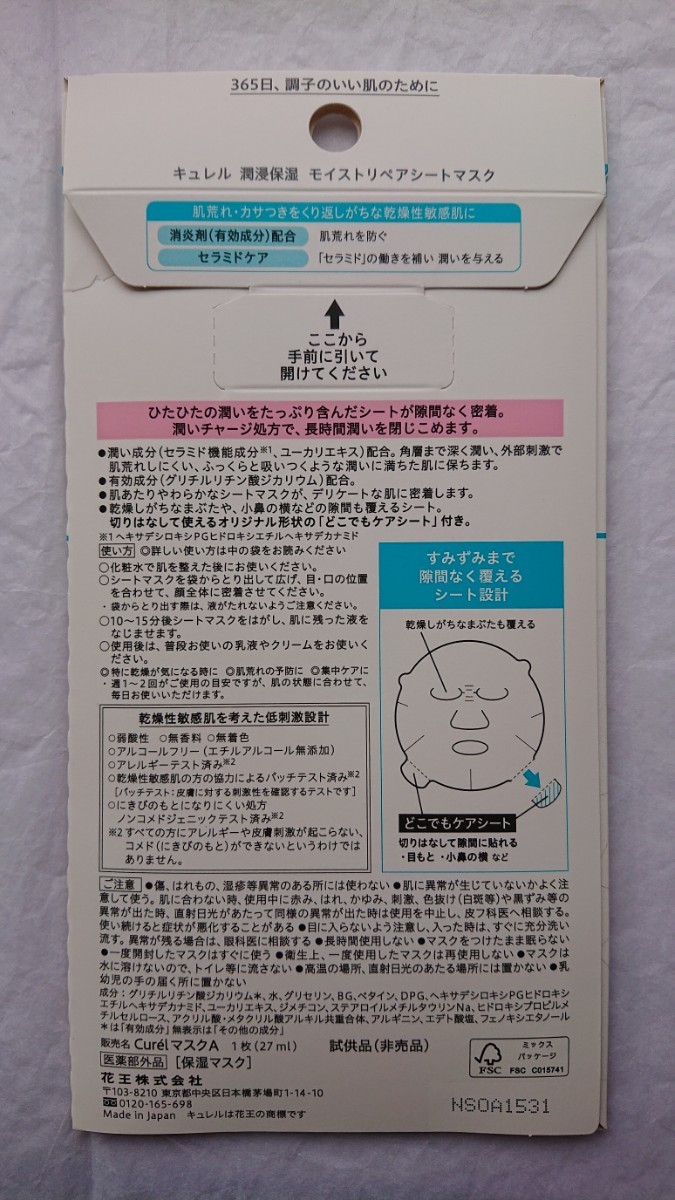 365日、調子のいい肌のために
キュレル 潤浸保湿 モイストリペアシートマスク
肌荒れ・カサつきをくり返しがちな乾燥性敏感肌に
消炎剤(有効成分)配合 肌荒れを防ぐ
セラミドケア 「セラミド」の働きを補い 潤いを与える
ここから
手前に引いて
開けてください
ひたひたの潤いをたっぷり含んだシートが隙間なく密着。
潤いチャージ処方で、長時間潤いを閉じこめます。
●潤い成分(セラミド機能成分※1、ユーカリエキス)配合。角層まで深く潤い、外部刺激で
肌荒れしにくい、ふっくらと吸いつくような潤いに満ちた肌に保ちます。
●有効成分(グリチルリチン酸ジカリウム)配合。
●肌あたりやわらかなシートマスクが、デリケートな肌に密着します。
●乾燥しがちなまぶたや、小鼻の横などの隙間も覆えるシート。
切りはなして使えるオリジナル形状の「どこでもケアシート」付き。
※1 ヘキサデシロキシPGヒドロキシエチルヘキサデカナミド
使い方 ◎詳しい使い方は中の袋をお読みください
○化粧水で肌を整えた後にお使いください。
○シートマスクを袋からとり出して広げ、目・口の位置
を合わせて、顔全体に密着させてください。
・袋からとり出す際は、液がたれないようご注意ください。
○10〜15分後シートマスクをはがし、肌に残った液を
なじませます。
○使用後は、普段お使いの乳液やクリームをお使いく
ださい。
◎特に乾燥が気になる時に ◎肌荒れの予防に ◎集中ケアに
・週1〜2回がご使用の目安ですが、肌の状態に合わせて、
毎日お使いいただけます。
乾燥性敏感肌を考えた低刺激設計
○弱酸性 ○無香料 ○無着色
○アルコールフリー(エチルアルコール無添加)
○アレルギーテスト済み※2
○乾燥性敏感肌の方の協力によるパッチテスト済み※2
[パッチテスト:皮膚に対する刺激性を確認するテストです]
○にきびのもとになりにくい処方
ノンコメドジェニックテスト済み※2
※2 すべての方にアレルギーや皮膚刺激が起こらない、
コメド(にきびのもと)ができないというわけでは
ありません。
すみずみまで
隙間なく覆える
シート設計
乾燥しがちなまぶたも覆える
どこでもケアシート
切りはなして隙間に貼れる
・目もと ・小鼻の横 など
ご注意 ●傷、はれもの、湿疹等異常のある所には使わない ●肌に異常が生じていないかよく注
意して使う。肌に合わない時、使用中に赤み、はれ、かゆみ、刺激、色抜け(白斑等)や黒ずみ等の
異常が出た時、直射日光があたって同様の異常が出た時は使用を中止し、皮フ科医へ相談する。
使い続けると症状が悪化することがある ●目に入らないよう注意し、入った時は、すぐに充分洗い
流す。異常が残る場合は、眼科医に相談する ●長時間使用しない ●マスクをつけたまま眠らない
●一度開封したマスクはすぐに使う ●衛生上、一度使用したマスクは再使用しない ●マスクは
水に溶けないので、トイレ等に流さない ●高温の場所、直射日光のあたる場所には置かない ●乳
幼児の手の届く所に置かない
成分:グリチルリチン酸ジカリウム＊、水、グリセリン、BG、ベタイン、DPG、ヘキサデシロキシPGヒドロキシ
エチルヘキサデカナミド、ユーカリエキス、ジメチコン、ステアロイルメチルタウリンNa、ヒドロキシプロピルメ
チルセルロース、アクリル酸・メタクリル酸アルキル共重合体、アルギニン、エデト酸塩、フェノキシエタノール
＊は「有効成分」無表示は「その他の成分」
販売名 CurélマスクA 1枚(27ml) 試供品(非売品)
医薬部外品 [保湿マスク]
花王株式会社
〒103-8210 東京都中央区日本橋茅場町1-14-10
0120-165-698
Made in Japan キュレルは花王の商標です
FSC
ミックス
パッケージ
FSC C015741
NSOA1531